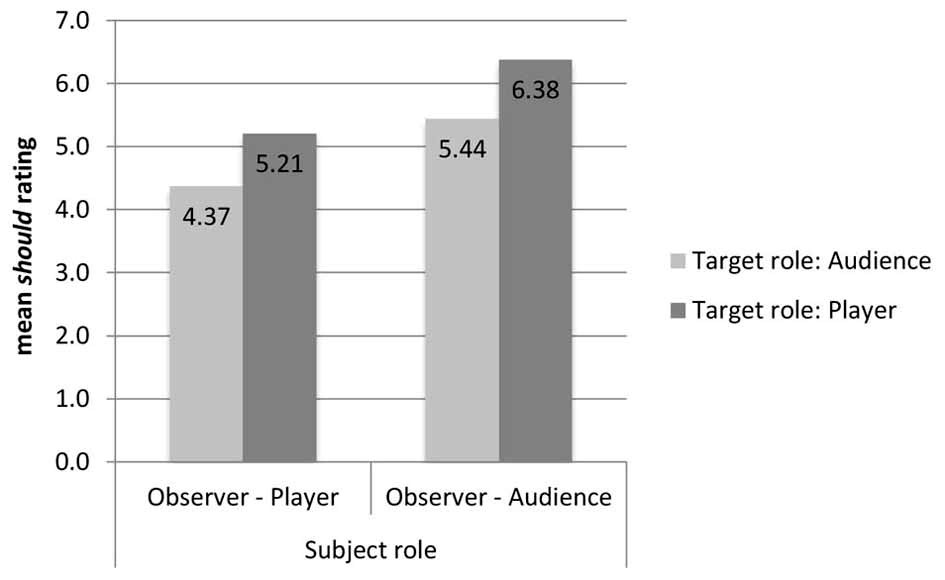 7.0
6.0
5.0
4.0
3.0
2.0
1.0
0.0
mean should rating
4.37
5.21
5.44
6.38
Observer - Player
Observer - Audience
Subject role
Target role: Audience
Target role: Player